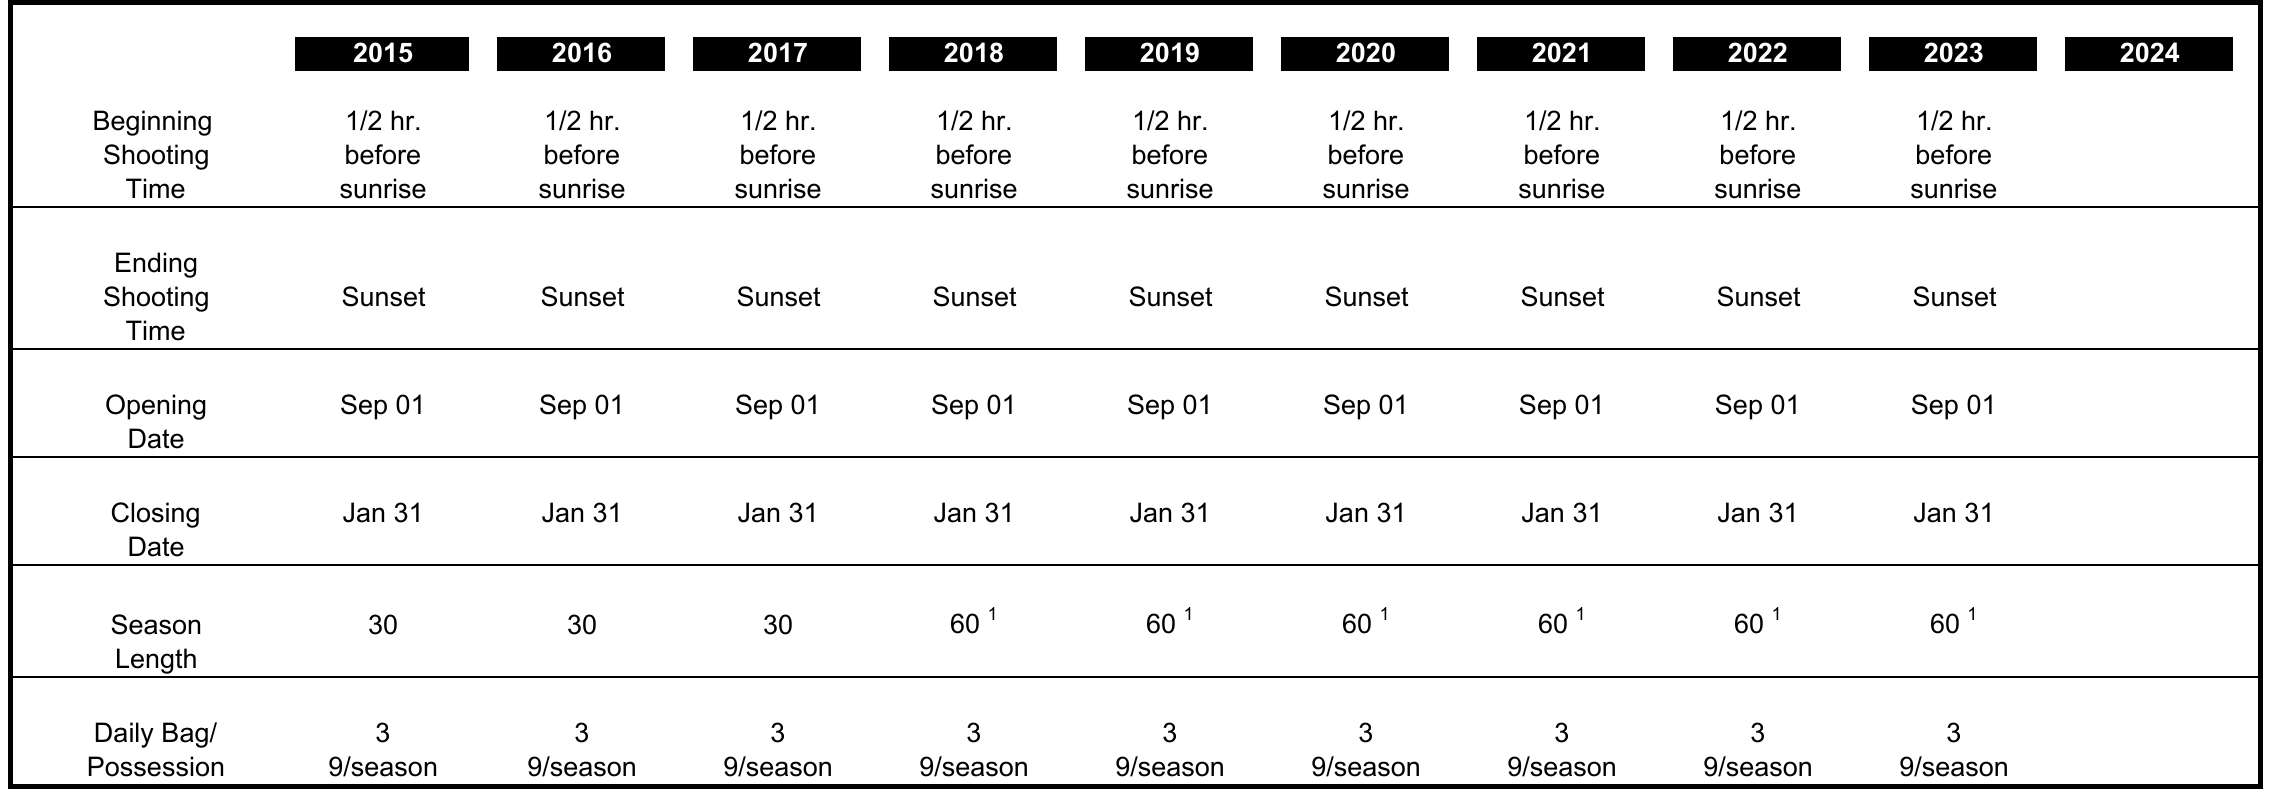 2015 2016 2017 2018 2019 2020 2021 2022 2023 2024
Beginning 1/2 hr. 1/2 hr. 1/2 hr. 1/2 hr. 1/2 hr. 1/2 hr. 1/2 hr. 1/2 hr. 1/2 hr.
Shooting before before before before before before before before before
Time sunrise sunrise sunrise sunrise sunrise sunrise sunrise sunrise sunrise
Ending
Shooting Sunset Sunset Sunset Sunset Sunset Sunset Sunset Sunset Sunset
Time
Opening Sep 01 Sep 01 Sep 01 Sep 01 Sep 01 Sep 01 Sep 01 Sep 01 Sep 01
Date
Closing Jan 31 Jan 31 Jan 31 Jan 31 Jan 31 Jan 31 Jan 31 Jan 31 Jan 31
Date
Season 30 30 30 60 1 60 1 60 1 60 1 60 1 60 1
Length
Daily Bag/ 3 3 3 3 3 3 3 3 3
Possession 9/season 9/season 9/season 9/season 9/season 9/season 9/season 9/season 9/season